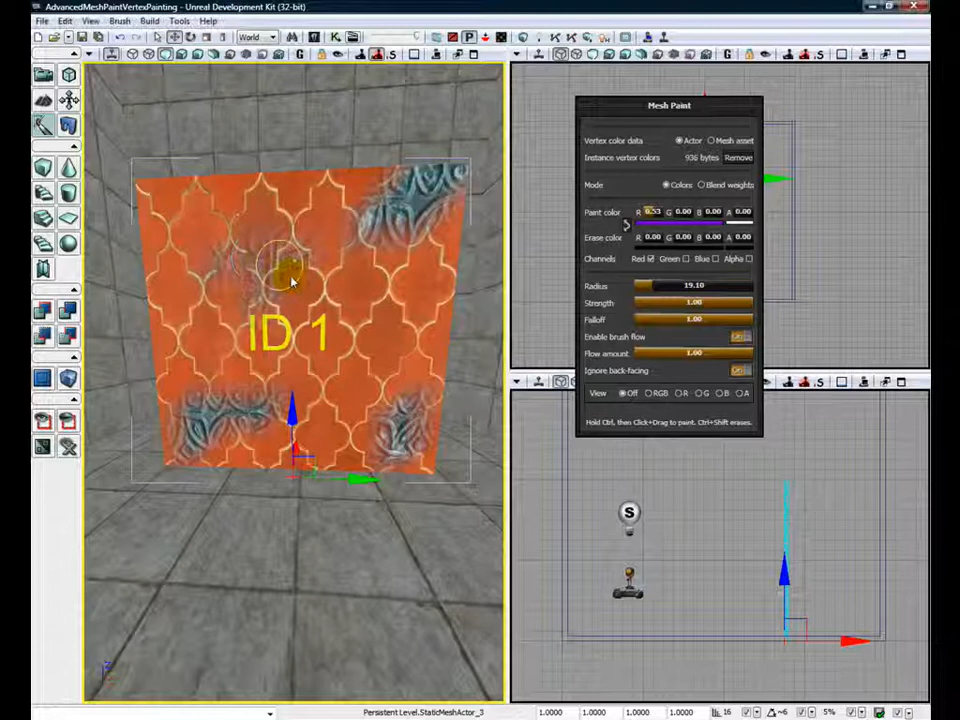 AdvancedMeshPaintVertexPainting - Unreal Development Kit (32-bit)
File Edit View Brush Build Tools Help
World
G S
Mesh Paint
Vertex color data Actor Mesh asset
Instance vertex colors 936 bytes Remove
Mode Colors Blend weights
Paint color R 0.53 G 0.00 B 0.00 A 0.00
Erase color R 0.00 G 0.00 B 0.00 A 0.00
Channels Red Green Blue Alpha
Radius 19.10
Strength 1.00
Falloff 1.00
Enable brush flow On
Flow amount 1.00
Ignore back-facing On
View Off RGB R G B A
Hold Ctrl, then Click+Drag to paint. Ctrl+Shift erases.
ID 1
S
Persistent Level.StaticMeshActor_3 1.0000 1.0000 1.0000 1.0000 16 ~6 5%